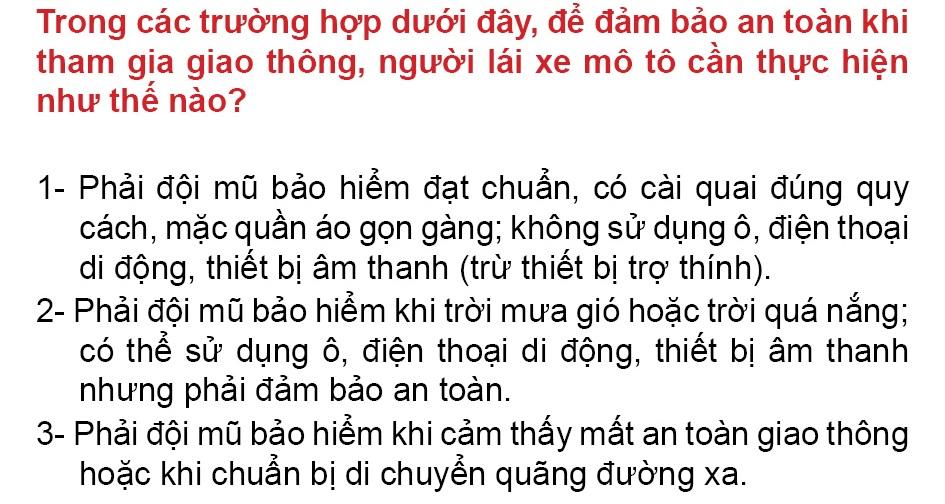 Trong các trường hợp dưới đây, để đảm bảo an toàn khi
tham gia giao thông, người lái xe mô tô cần thực hiện
như thế nào?
1- Phải đội mũ bảo hiểm đạt chuẩn, có cài quai đúng quy
cách, mặc quần áo gọn gàng; không sử dụng ô, điện thoại
di động, thiết bị âm thanh (trừ thiết bị trợ thính).
2- Phải đội mũ bảo hiểm khi trời mưa gió hoặc trời quá nắng;
có thể sử dụng ô, điện thoại di động, thiết bị âm thanh
nhưng phải đảm bảo an toàn.
3- Phải đội mũ bảo hiểm khi cảm thấy mất an toàn giao thông
hoặc khi chuẩn bị di chuyển quãng đường xa.